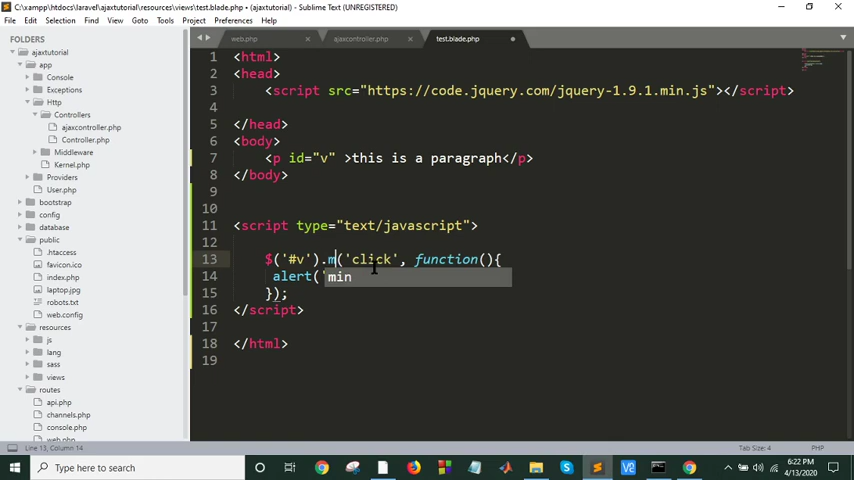 C:\xampp\htdocs\laravel\ajaxtutorial\resources\views\test.blade.php • (ajaxtutorial) - Sublime Text (UNREGISTERED)
File Edit Selection Find View Goto Tools Project Preferences Help
FOLDERS
ajaxtutorial
app
Console
Exceptions
Http
Controllers
ajaxcontroller.php
Controller.php
Middleware
Kernel.php
Providers
User.php
bootstrap
config
database
public
.htaccess
favicon.ico
index.php
laptop.jpg
robots.txt
web.config
resources
js
lang
sass
views
routes
api.php
channels.php
console.php
web.php
web.php × ajaxcontroller.php × test.blade.php
1 <html>
2 <head>
3 <script src="https://code.jquery.com/jquery-1.9.1.min.js"></script>
4
5 </head>
6 <body>
7 <p id="v" >this is a paragraph</p>
8 </body>
9
10
11 <script type="text/javascript">
12
13 $('#v').m('click', function(){
14 alert('
min
15 });
16 </script>
17
18 </html>
19
Line 13, Column 14
Tab Size: 4 PHP
Type here to search
6:22 PM
4/13/2020